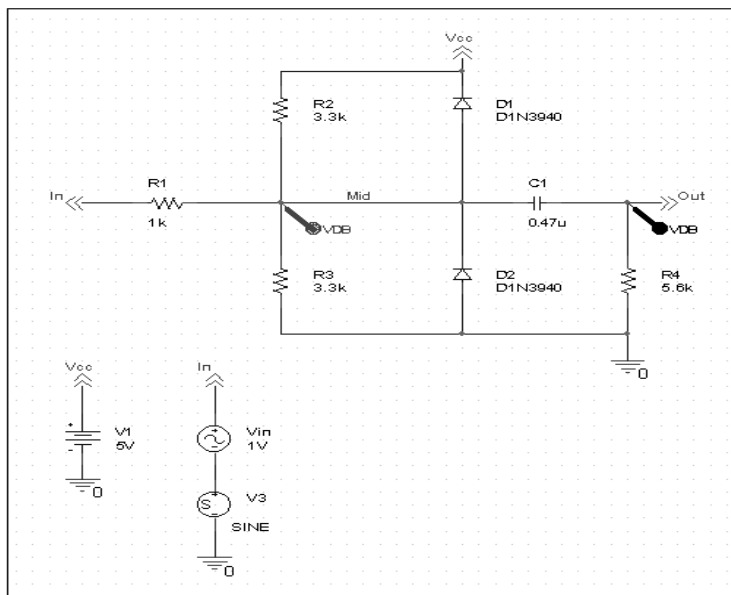 Vcc
R2
3.3k
D1
D1N3940
In
R1
1k
Mid
C1
0.47u
Out
VDB
VDB
R3
3.3k
D2
D1N3940
R4
5.6k
0
Vcc
In
V1
5V
Vin
1V
0
V3
SINE
S
0